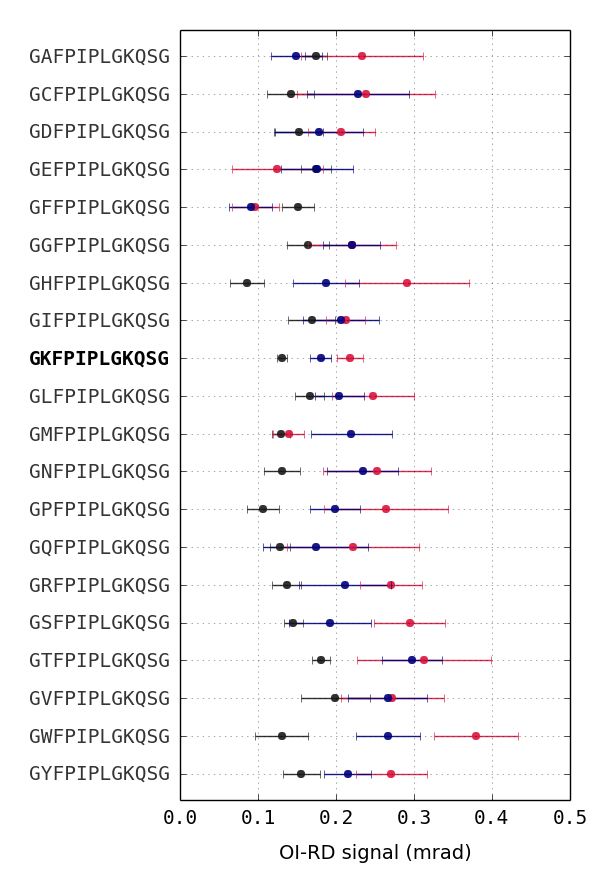 GAFPIPLGKQSG
GCFPIPLGKQSG
GDFPIPLGKQSG
GEFPIPLGKQSG
GFFPIPLGKQSG
GGFPIPLGKQSG
GHFPIPLGKQSG
GIFPIPLGKQSG
GKFPIPLGKQSG
GLFPIPLGKQSG
GMFPIPLGKQSG
GNFPIPLGKQSG
GPFPIPLGKQSG
GQFPIPLGKQSG
GRFPIPLGKQSG
GSFPIPLGKQSG
GTFPIPLGKQSG
GVFPIPLGKQSG
GWFPIPLGKQSG
GYFPIPLGKQSG
0.0 0.1 0.2 0.3 0.4 0.5
OI-RD signal (mrad)